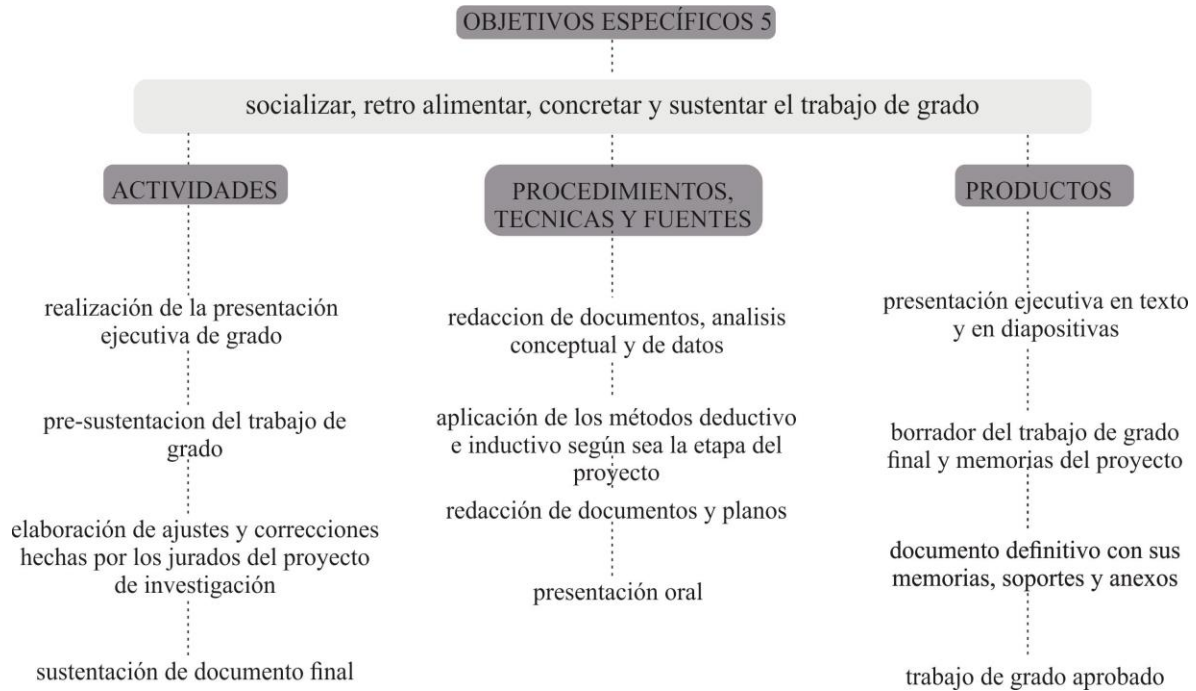 OBJETIVOS ESPECÍFICOS 5
socializar, retro alimentar, concretar y sustentar el trabajo de grado
ACTIVIDADES
realización de la presentación
ejecutiva de grado
pre-sustentacion del trabajo de
grado
elaboración de ajustes y correcciones
hechas por los jurados del proyecto
de investigación
sustentación de documento final
PROCEDIMIENTOS,
TECNICAS Y FUENTES
redaccion de documentos, analisis
conceptual y de datos
aplicación de los métodos deductivo
e inductivo según sea la etapa del
proyecto
redacción de documentos y planos
presentación oral
PRODUCTOS
presentación ejecutiva en texto
y en diapositivas
borrador del trabajo de grado
final y memorias del proyecto
documento definitivo con sus
memorias, soportes y anexos
trabajo de grado aprobado